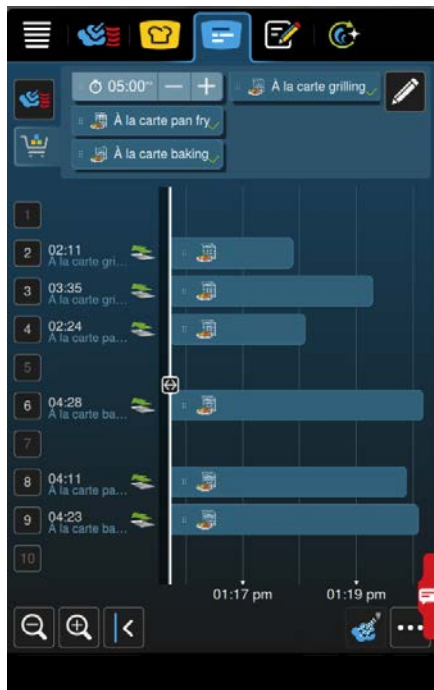 05:00
À la carte grilling
À la carte pan fry
À la carte baking
1
2 02:11
À la carte gri...
3 03:35
À la carte gri...
4 02:24
À la carte pa...
5
6 04:28
À la carte ba...
7
8 04:11
À la carte pa...
9 04:23
À la carte ba...
10
01:17 pm 01:19 pm